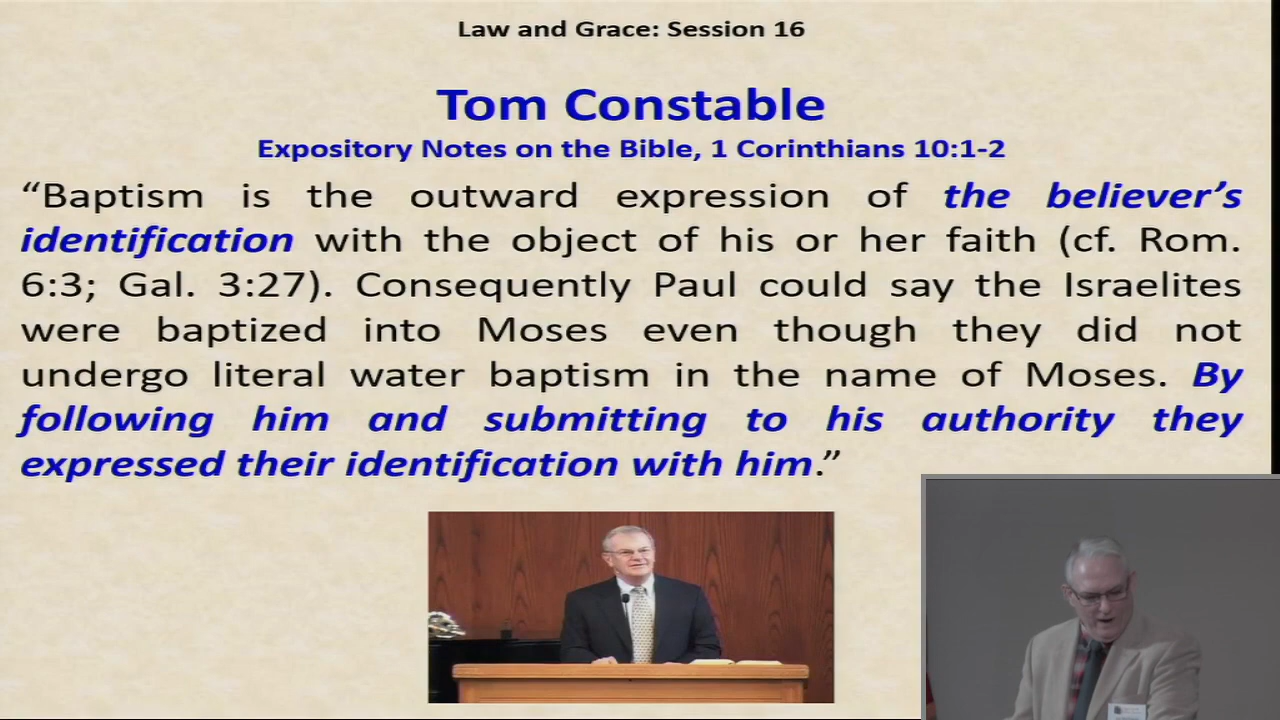 Law and Grace: Session 16
Tom Constable
Expository Notes on the Bible, 1 Corinthians 10:1-2
“Baptism is the outward expression of the believer’s
identification with the object of his or her faith (cf. Rom.
6:3; Gal. 3:27). Consequently Paul could say the Israelites
were baptized into Moses even though they did not
undergo literal water baptism in the name of Moses. By
following him and submitting to his authority they
expressed their identification with him.”